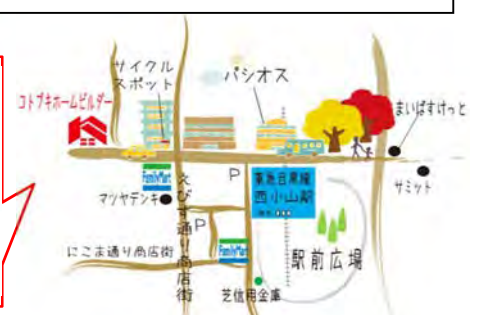 サイクル
スポット
パシオス
コトブキホームビルダー
まいばすけっと
FamilyMart
P
東急目黒線
西小山駅
サミット
マツヤデンキ
えびす通り商店街
P
にこま通り商店街
FamilyMart
駅前広場
芝信用金庫